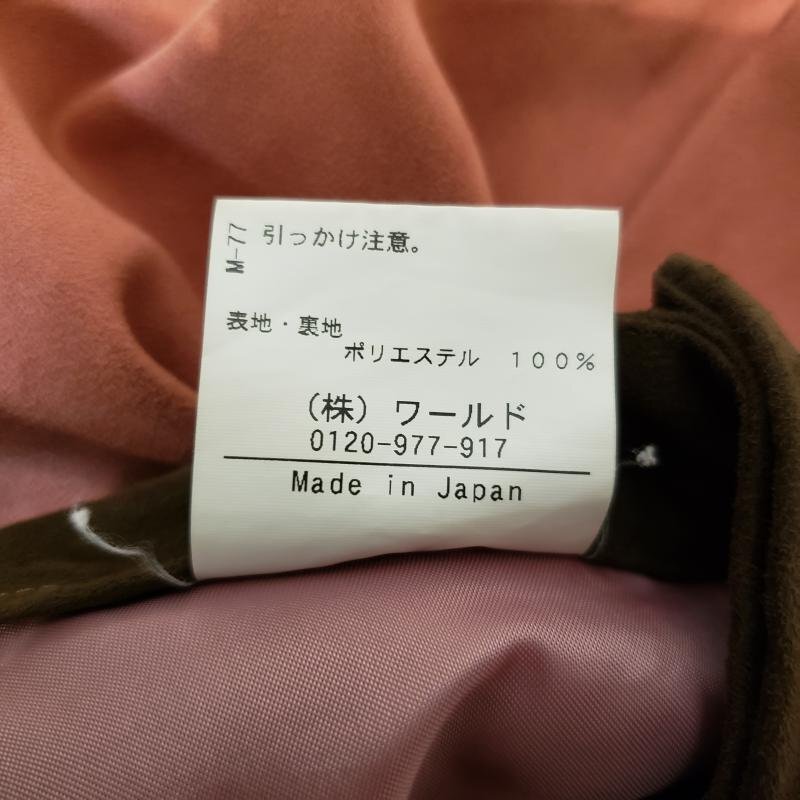 M-77
引っかけ注意。
表地・裏地
ポリエステル 100%
(株) ワールド
0120-977-917
Made in Japan